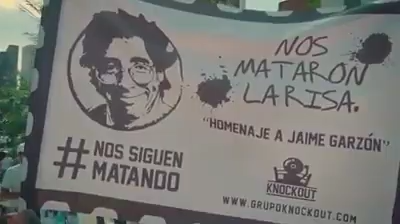 NOS
MATARON
LA RISA.
"HOMENAJE A JAIME GARZÓN"
# NOS SIGUEN
MATANDO
KNOCKOUT
WWW.GRUPOKNOCKOUT.COM